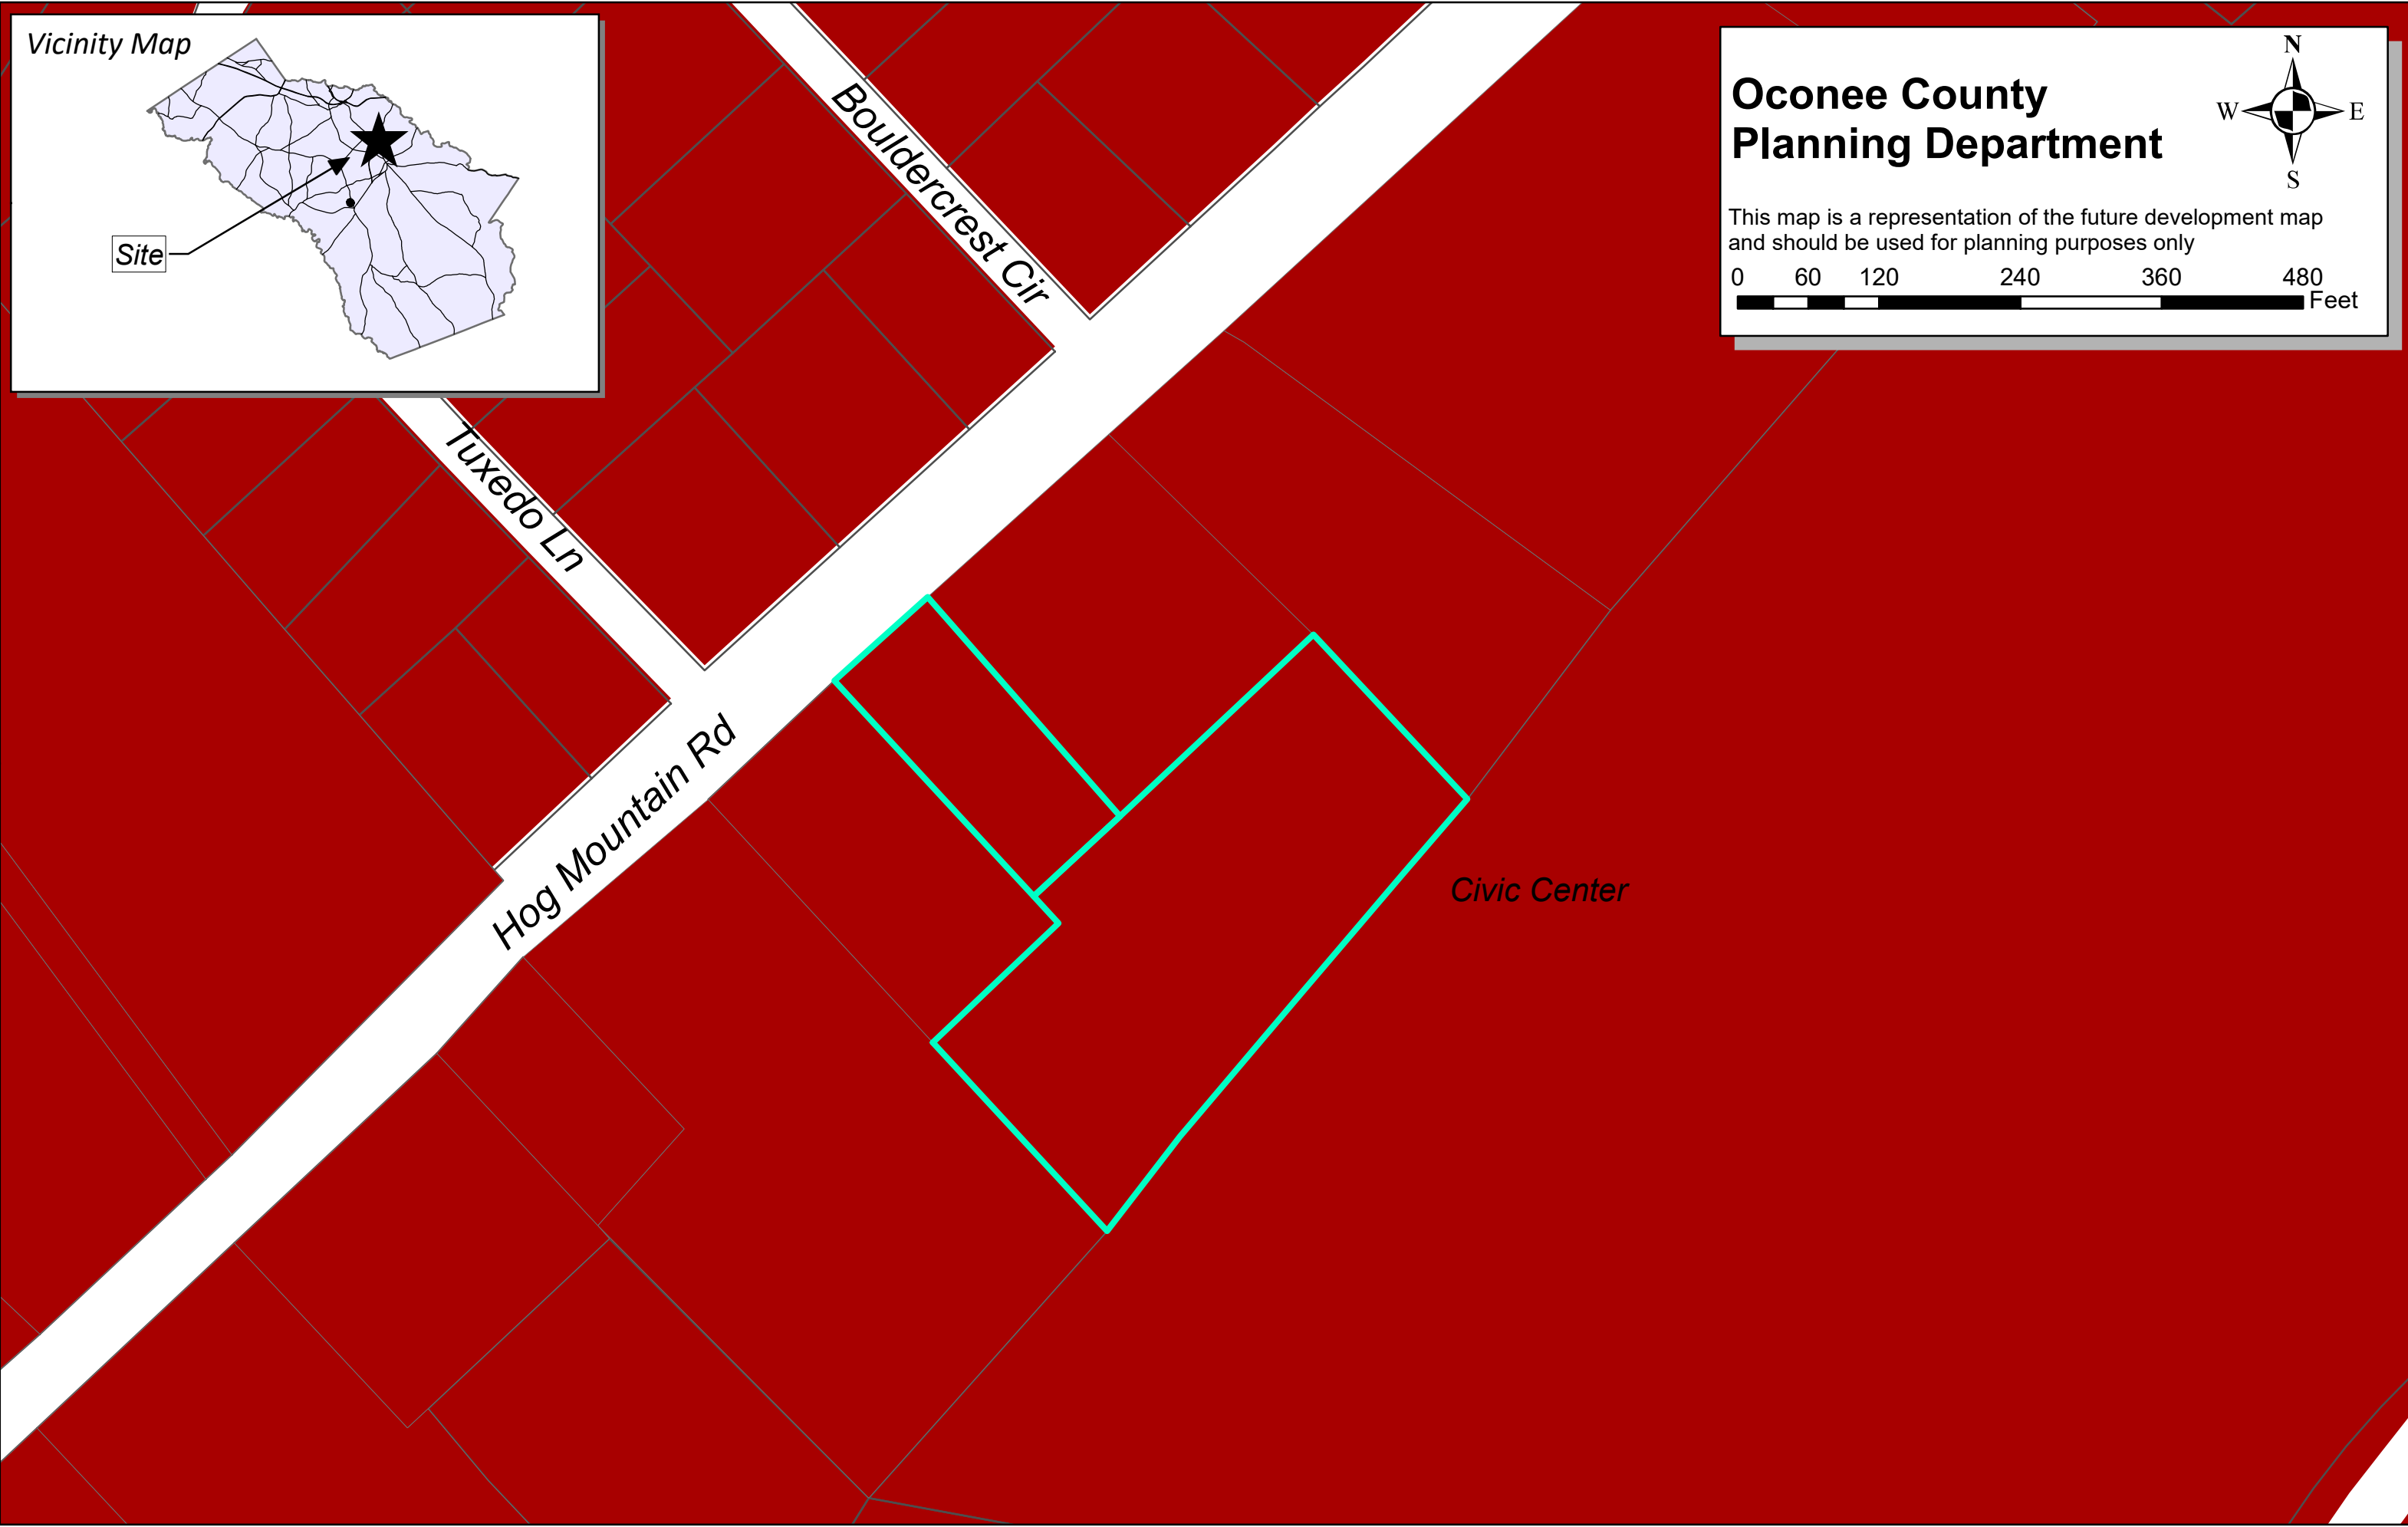 Vicinity Map
Site
Oconee County
Planning Department
N
W
E
S
This map is a representation of the future development map
and should be used for planning purposes only
0 60 120 240 360 480
Feet
Bouldercrest Cir
Tuxedo Ln
Hog Mountain Rd
Civic Center